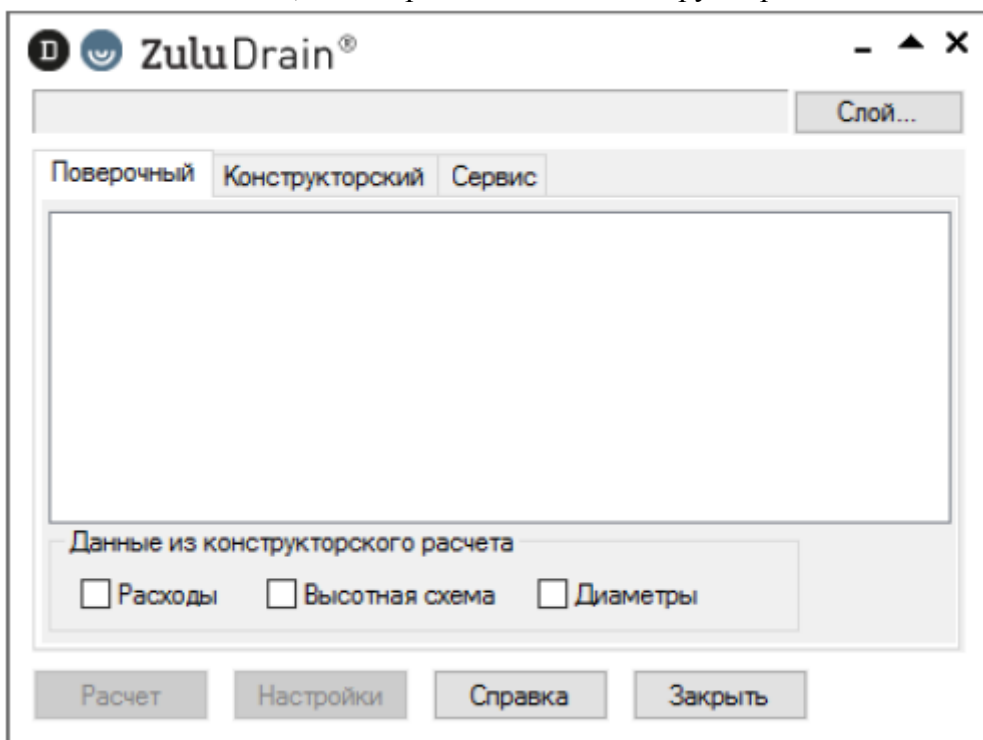 D ZuluDrain®
Слой...
Поверочный Конструкторский Сервис
Данные из конструкторского расчета
Расходы Высотная схема Диаметры
Расчет Настройки Справка Закрыть